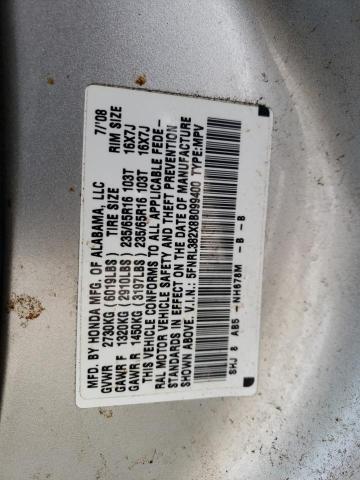 MFD. BY HONDA MFG. OF ALABAMA, LLC 7/'08
GVWR 2730KG (6019LBS) TIRE SIZE RIM SIZE
GAWR F 1320KG (2910LBS) 235/65R16 103T 16X7J
GAWR R 1450KG (3197LBS) 235/65R16 103T 16X7J
THIS VEHICLE CONFORMS TO ALL APPLICABLE FEDE-
RAL MOTOR VEHICLE SAFETY AND THEFT PREVENTION
STANDARDS IN EFFECT ON THE DATE OF MANUFACTURE
SHOWN ABOVE. V.I.N.: 5FNRL382X8B099400 TYPE:MPV
SHJ 8 AB5 -NH678M - B - B